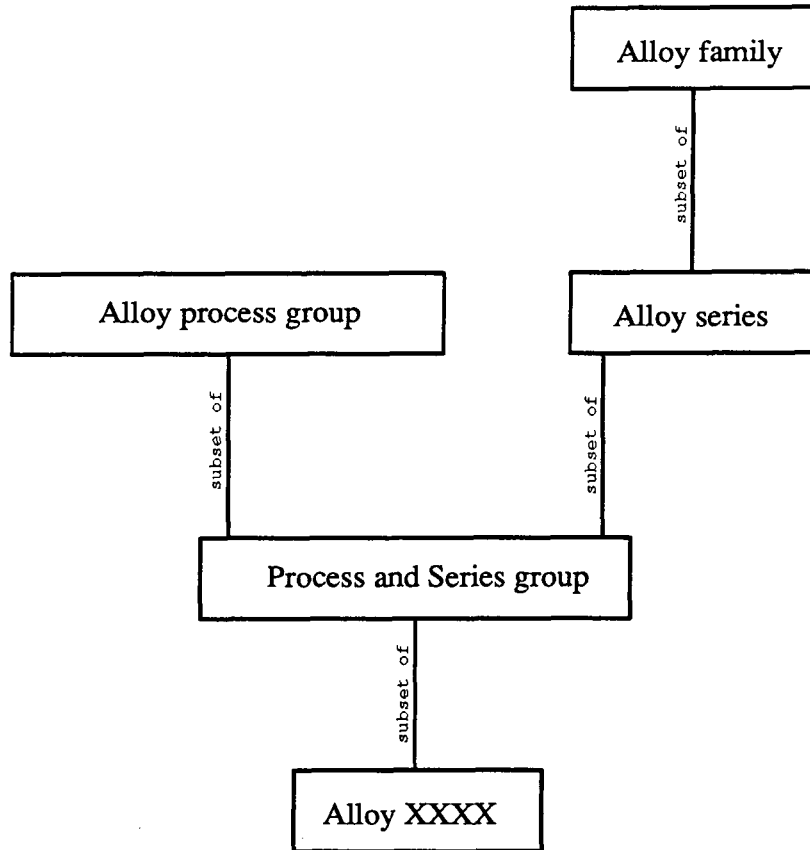 Alloy family
subset of
Alloy process group
Alloy series
subset of
subset of
Process and Series group
subset of
Alloy XXXX